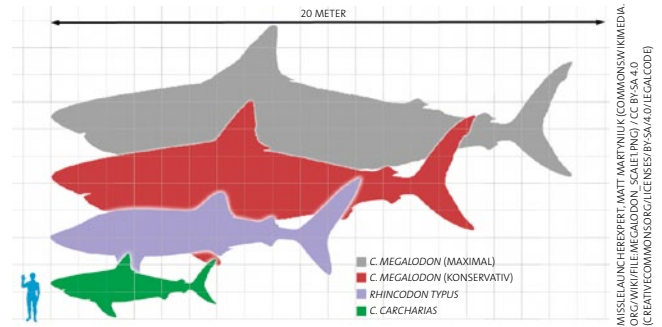 20 METER
C. MEGALODON (MAXIMAL)
C. MEGALODON (KONSERVATIV)
RHINCODON TYPUS
C. CARCHARIAS
MISSLELAUNCHEREXPERT, MATT MARTYNIUK (COMMONS.WIKIMEDIA.
ORG/WIKI/FILE:MEGALODON_SCALE1.PNG) / CC BY-SA 4.0
(CREATIVECOMMONS.ORG/LICENSES/BY-SA/4.0/LEGALCODE)